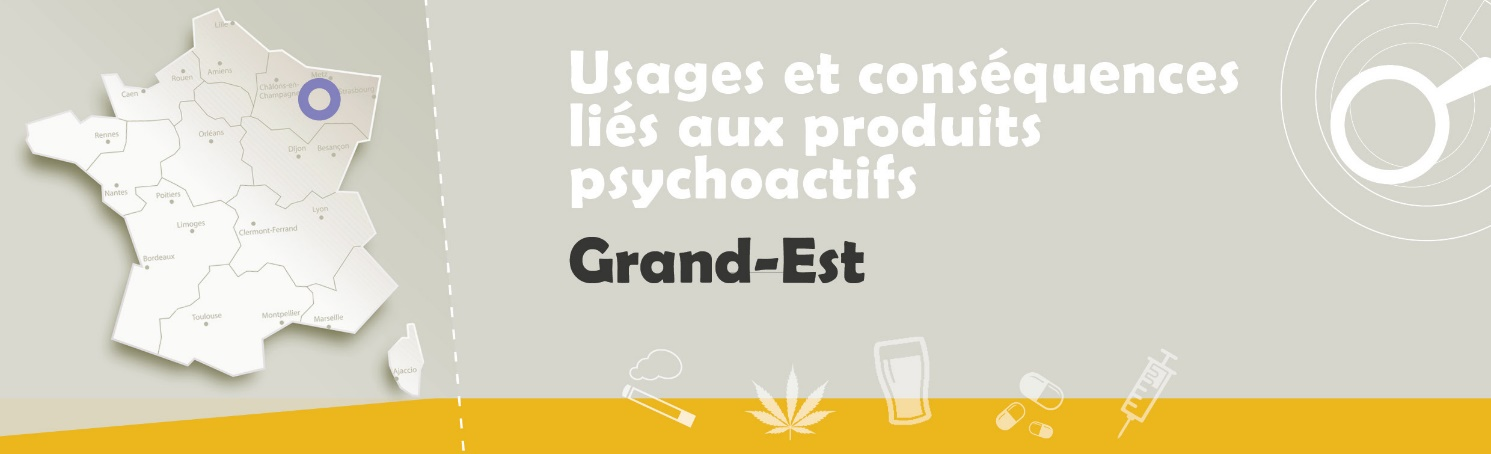 Lille
Rouen
Amiens
Caen
Châlons-en-
Champagne
Metz
Strasbourg
Rennes
Orléans
Dijon
Besançon
Nantes
Poitiers
Limoges
Clermont-Ferrand
Lyon
Bordeaux
Toulouse
Montpellier
Marseille
Ajaccio
Usages et conséquences
liés aux produits
psychoactifs
Grand-Est